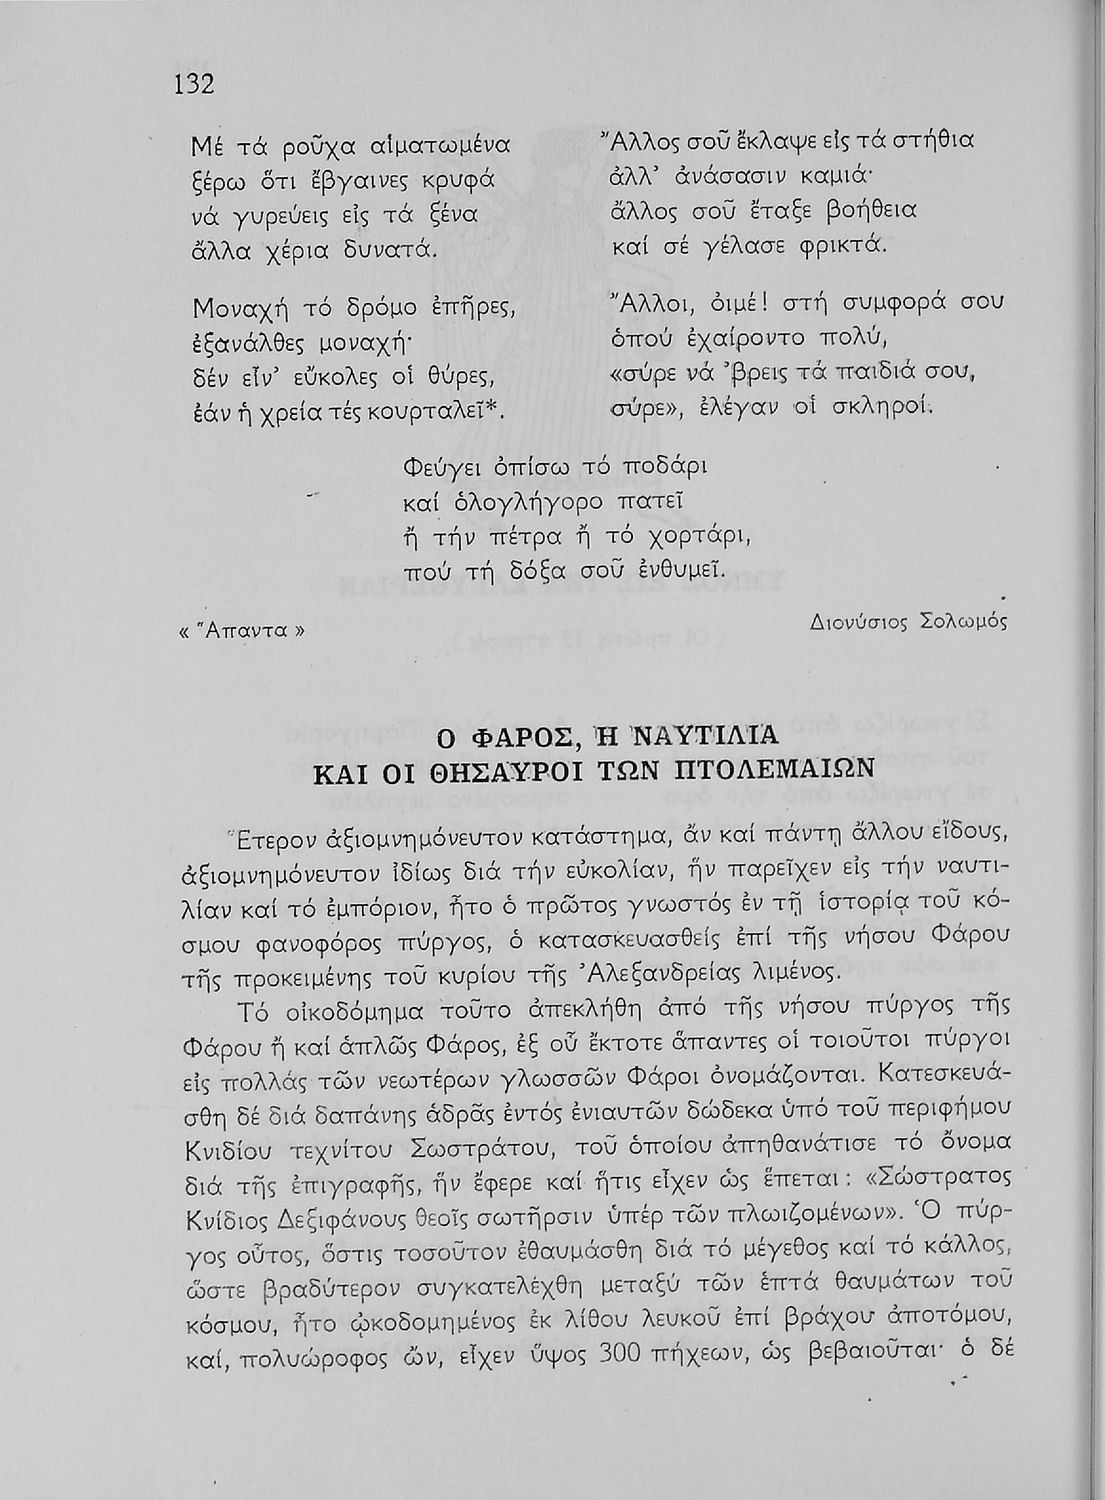 132
Μέ τά ροῦχα αἱματωμένα
ξέρω ὅτι ἔβγαινες κρυφά
νά γυρεύεις εἰς τά ξένα
ἄλλα χέρια δυνατά.
Μοναχή τό δρόμο ἐπῆρες,
ἐξανάλθες μοναχή·
δέν εἶν’ εὔκολες οἱ θύρες,
ἐάν ἡ χρεία τές κουρταλεῖ*.
Ἄλλος σοῦ ἔκλαψε εἰς τά στήθια
ἀλλ’ ἀνάσασιν καμιά·
ἄλλος σοῦ ἔταξε βοήθεια
καί σέ γέλασε φρικτά.
Ἄλλοι, ὀιμέ! στή συμφορά σου
ὁπού ἐχαίροντο πολύ,
«σύρε νά ’βρεις τά παιδιά σου,
σύρε», ἐλέγαν οἱ σκληροί.
Φεύγει ὀπίσω τό ποδάρι
καί ὁλογλήγορο πατεῖ
ἤ τήν πέτρα ἤ τό χορτάρι,
πού τή δόξα σοῦ ἐνθυμεῖ.
« Ἅπαντα »
Διονύσιος Σολωμός
Ο ΦΑΡΟΣ, Ή ΝΑΥΤΙΛΙΑ
ΚΑΙ ΟΙ ΘΗΣΑΥΡΟΙ ΤΩΝ ΠΤΟΛΕΜΑΙΩΝ
Ἕτερον ἀξιομνημόνευτον κατάστημα, ἄν καί πάντῃ ἄλλου εἴδους,
ἀξιομνημόνευτον ἰδίως διά τήν εὐκολίαν, ἥν παρεῖχεν εἰς τήν ναυτι-
λίαν καί τό ἐμπόριον, ἦτο ὁ πρῶτος γνωστός ἐν τῇ ἱστορίᾳ τοῦ κό-
σμου φανοφόρος πύργος, ὁ κατασκευασθείς ἐπί τῆς νήσου Φάρου
τῆς προκειμένης τοῦ κυρίου τῆς Ἀλεξανδρείας λιμένος.
Τό οἰκοδόμημα τοῦτο ἀπεκλήθη ἀπό τῆς νήσου πύργος τῆς
Φάρου ἤ καί ἁπλῶς Φάρος, ἐξ οὗ ἔκτοτε ἅπαντες οἱ τοιοῦτοι πύργοι
εἰς πολλάς τῶν νεωτέρων γλωσσῶν Φάροι ὀνομάζονται. Κατεσκευά-
σθη δέ διά δαπάνης ἁδρᾶς ἐντός ἐνιαυτῶν δώδεκα ὑπό τοῦ περιφήμου
Κνιδίου τεχνίτου Σωστράτου, τοῦ ὁποίου ἀπηθανάτισε τό ὄνομα
διά τῆς ἐπιγραφῆς, ἥν ἔφερε καί ἥτις εἶχεν ὡς ἕπεται : «Σώστρατος
Κνίδιος Δεξιφάνους θεοῖς σωτῆρσιν ὑπέρ τῶν πλωιζομένων». Ὁ πύρ-
γος οὗτος, ὅστις τοσοῦτον ἐθαυμάσθη διά τό μέγεθος καί τό κάλλος,
ὥστε βραδύτερον συγκατελέχθη μεταξύ τῶν ἑπτά θαυμάτων τοῦ
κόσμου, ἦτο ᾠκοδομημένος ἐκ λίθου λευκοῦ ἐπί βράχου ἀποτόμου,
καί, πολυώροφος ὤν, εἶχεν ὕψος 300 πήχεων, ὡς βεβαιοῦται· ὁ δέ